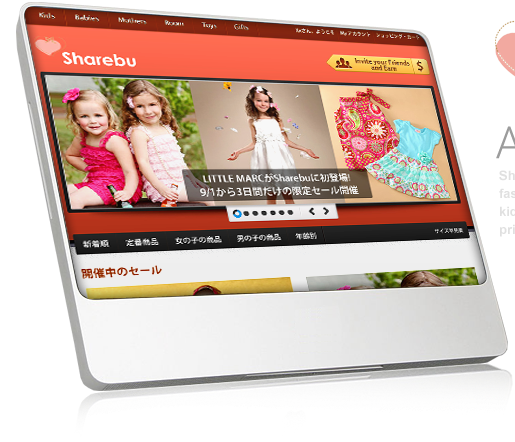 Kids Babies Mothers Room Toys Gifts
さん、ようこそ My アカウント ショッピング・カート
Sharebu
Invite your Friends
and Earn
$
LITTLE MARCがSharebuに初登場!
9/1から3日間だけの限定セール開催
新着順 定番商品 女の子の商品 男の子の商品 年齢別
サイズ早見表
開催中のセール
A
Sh
fas
kid
pri